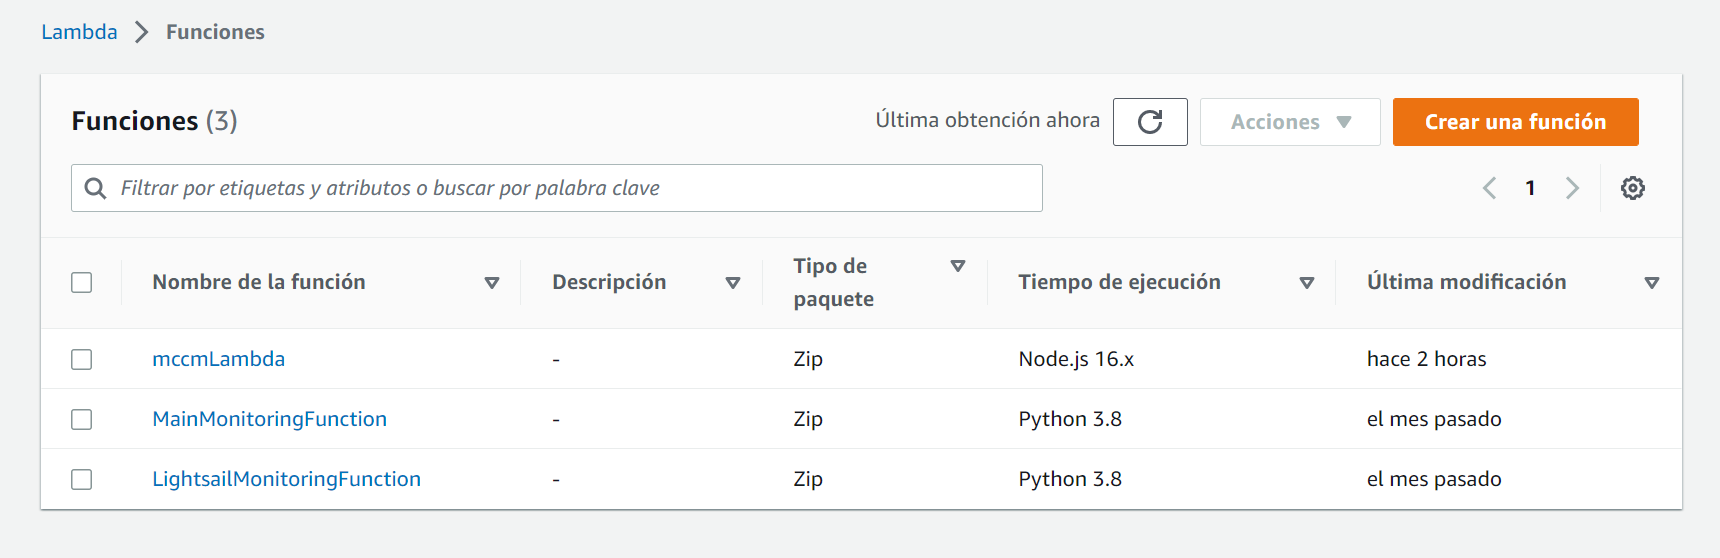 Lambda > Funciones
Funciones (3)
Última obtención ahora
Acciones
Crear una función
Filtrar por etiquetas y atributos o buscar por palabra clave
1
Nombre de la función Descripción Tipo de paquete Tiempo de ejecución Última modificación
mccmLambda - Zip Node.js 16.x hace 2 horas
MainMonitoringFunction - Zip Python 3.8 el mes pasado
LightsailMonitoringFunction - Zip Python 3.8 el mes pasado